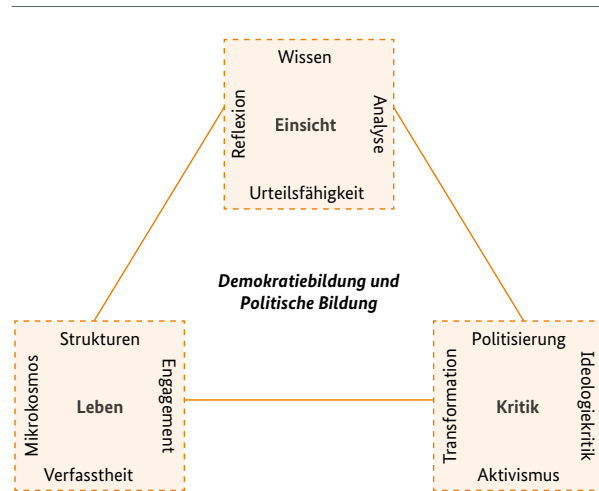 Wissen
Reflexion
Einsicht
Analyse
Urteilsfähigkeit
Demokratiebildung und
Politische Bildung
Strukturen
Mikrokosmos
Leben
Engagement
Verfasstheit
Politisierung
Transformation
Kritik
Ideologiekritik
Aktivismus